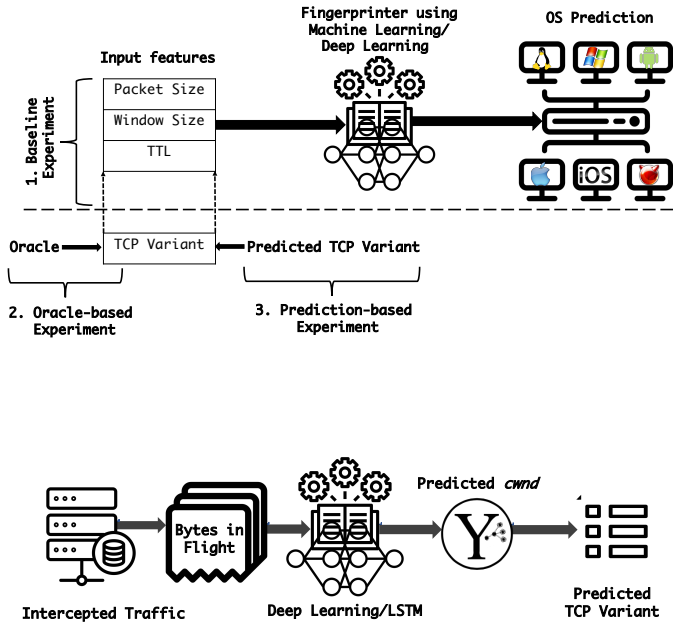 Fingerprinter using
Machine Learning/
Deep Learning
OS Prediction
Input features
Packet Size
Window Size
TTL
1. Baseline
Experiment
iOS
Oracle
TCP Variant
Predicted TCP Variant
2. Oracle-based
Experiment
3. Prediction-based
Experiment
Predicted cwnd
Bytes in
Flight
Y
Intercepted Traffic
Deep Learning/LSTM
Predicted
TCP Variant